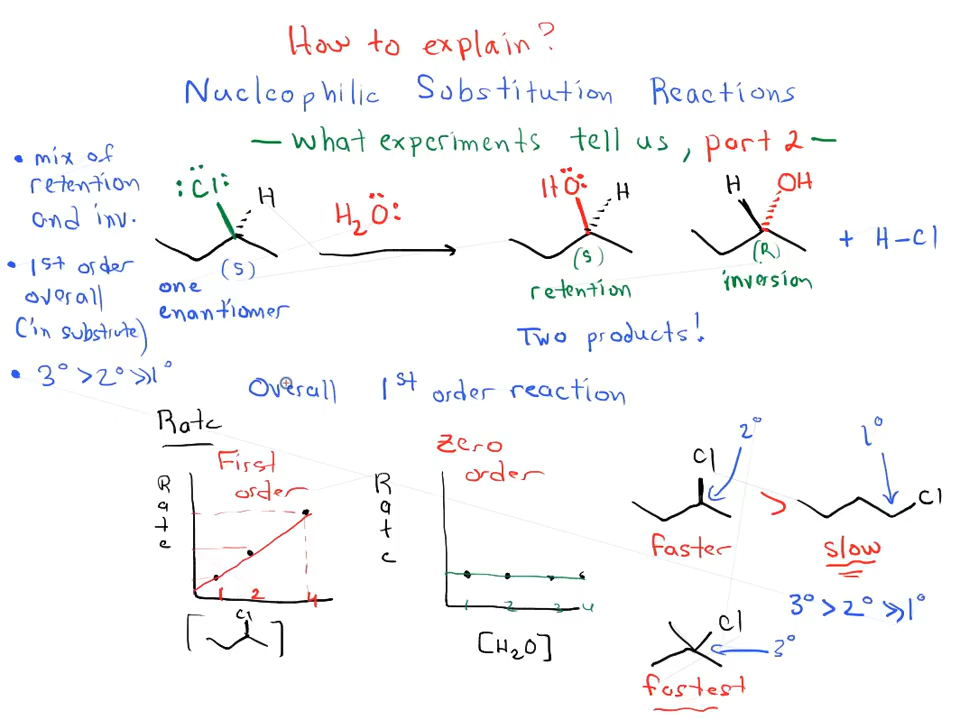 How to explain?
Nucleophilic Substitution Reactions
— what experiments tell us, part 2 —
• mix of
retention
and inv.
• 1st order
overall
(in substrate)
• 3° > 2° >> 1°
:Cl: H
(S)
one
enantiomer
H2O:
HO: H
(S)
retention
H OH
(R)
inversion
+ H-Cl
Two products!
Overall 1st order reaction
Rate
First
order
Rate
1 2 4
[ Cl ]
Zero
order
Rate
1 2 3 4
[H2O]
Cl 2°
faster
>
1° Cl
slow
3° > 2° >> 1°
Cl 3°
fastest